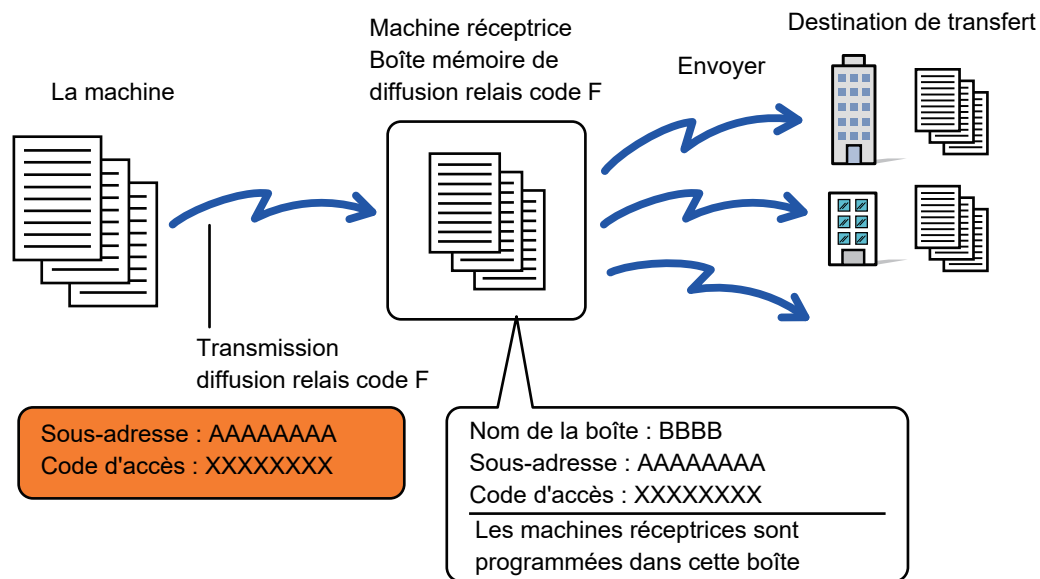 La machine
Machine réceptrice
Boîte mémoire de
diffusion relais code F
Envoyer
Destination de transfert
Transmission
diffusion relais code F
Sous-adresse : AAAAAAAA
Code d'accès : XXXXXXXX
Nom de la boîte : BBBB
Sous-adresse : AAAAAAAA
Code d'accès : XXXXXXXX
Les machines réceptrices sont
programmées dans cette boîte